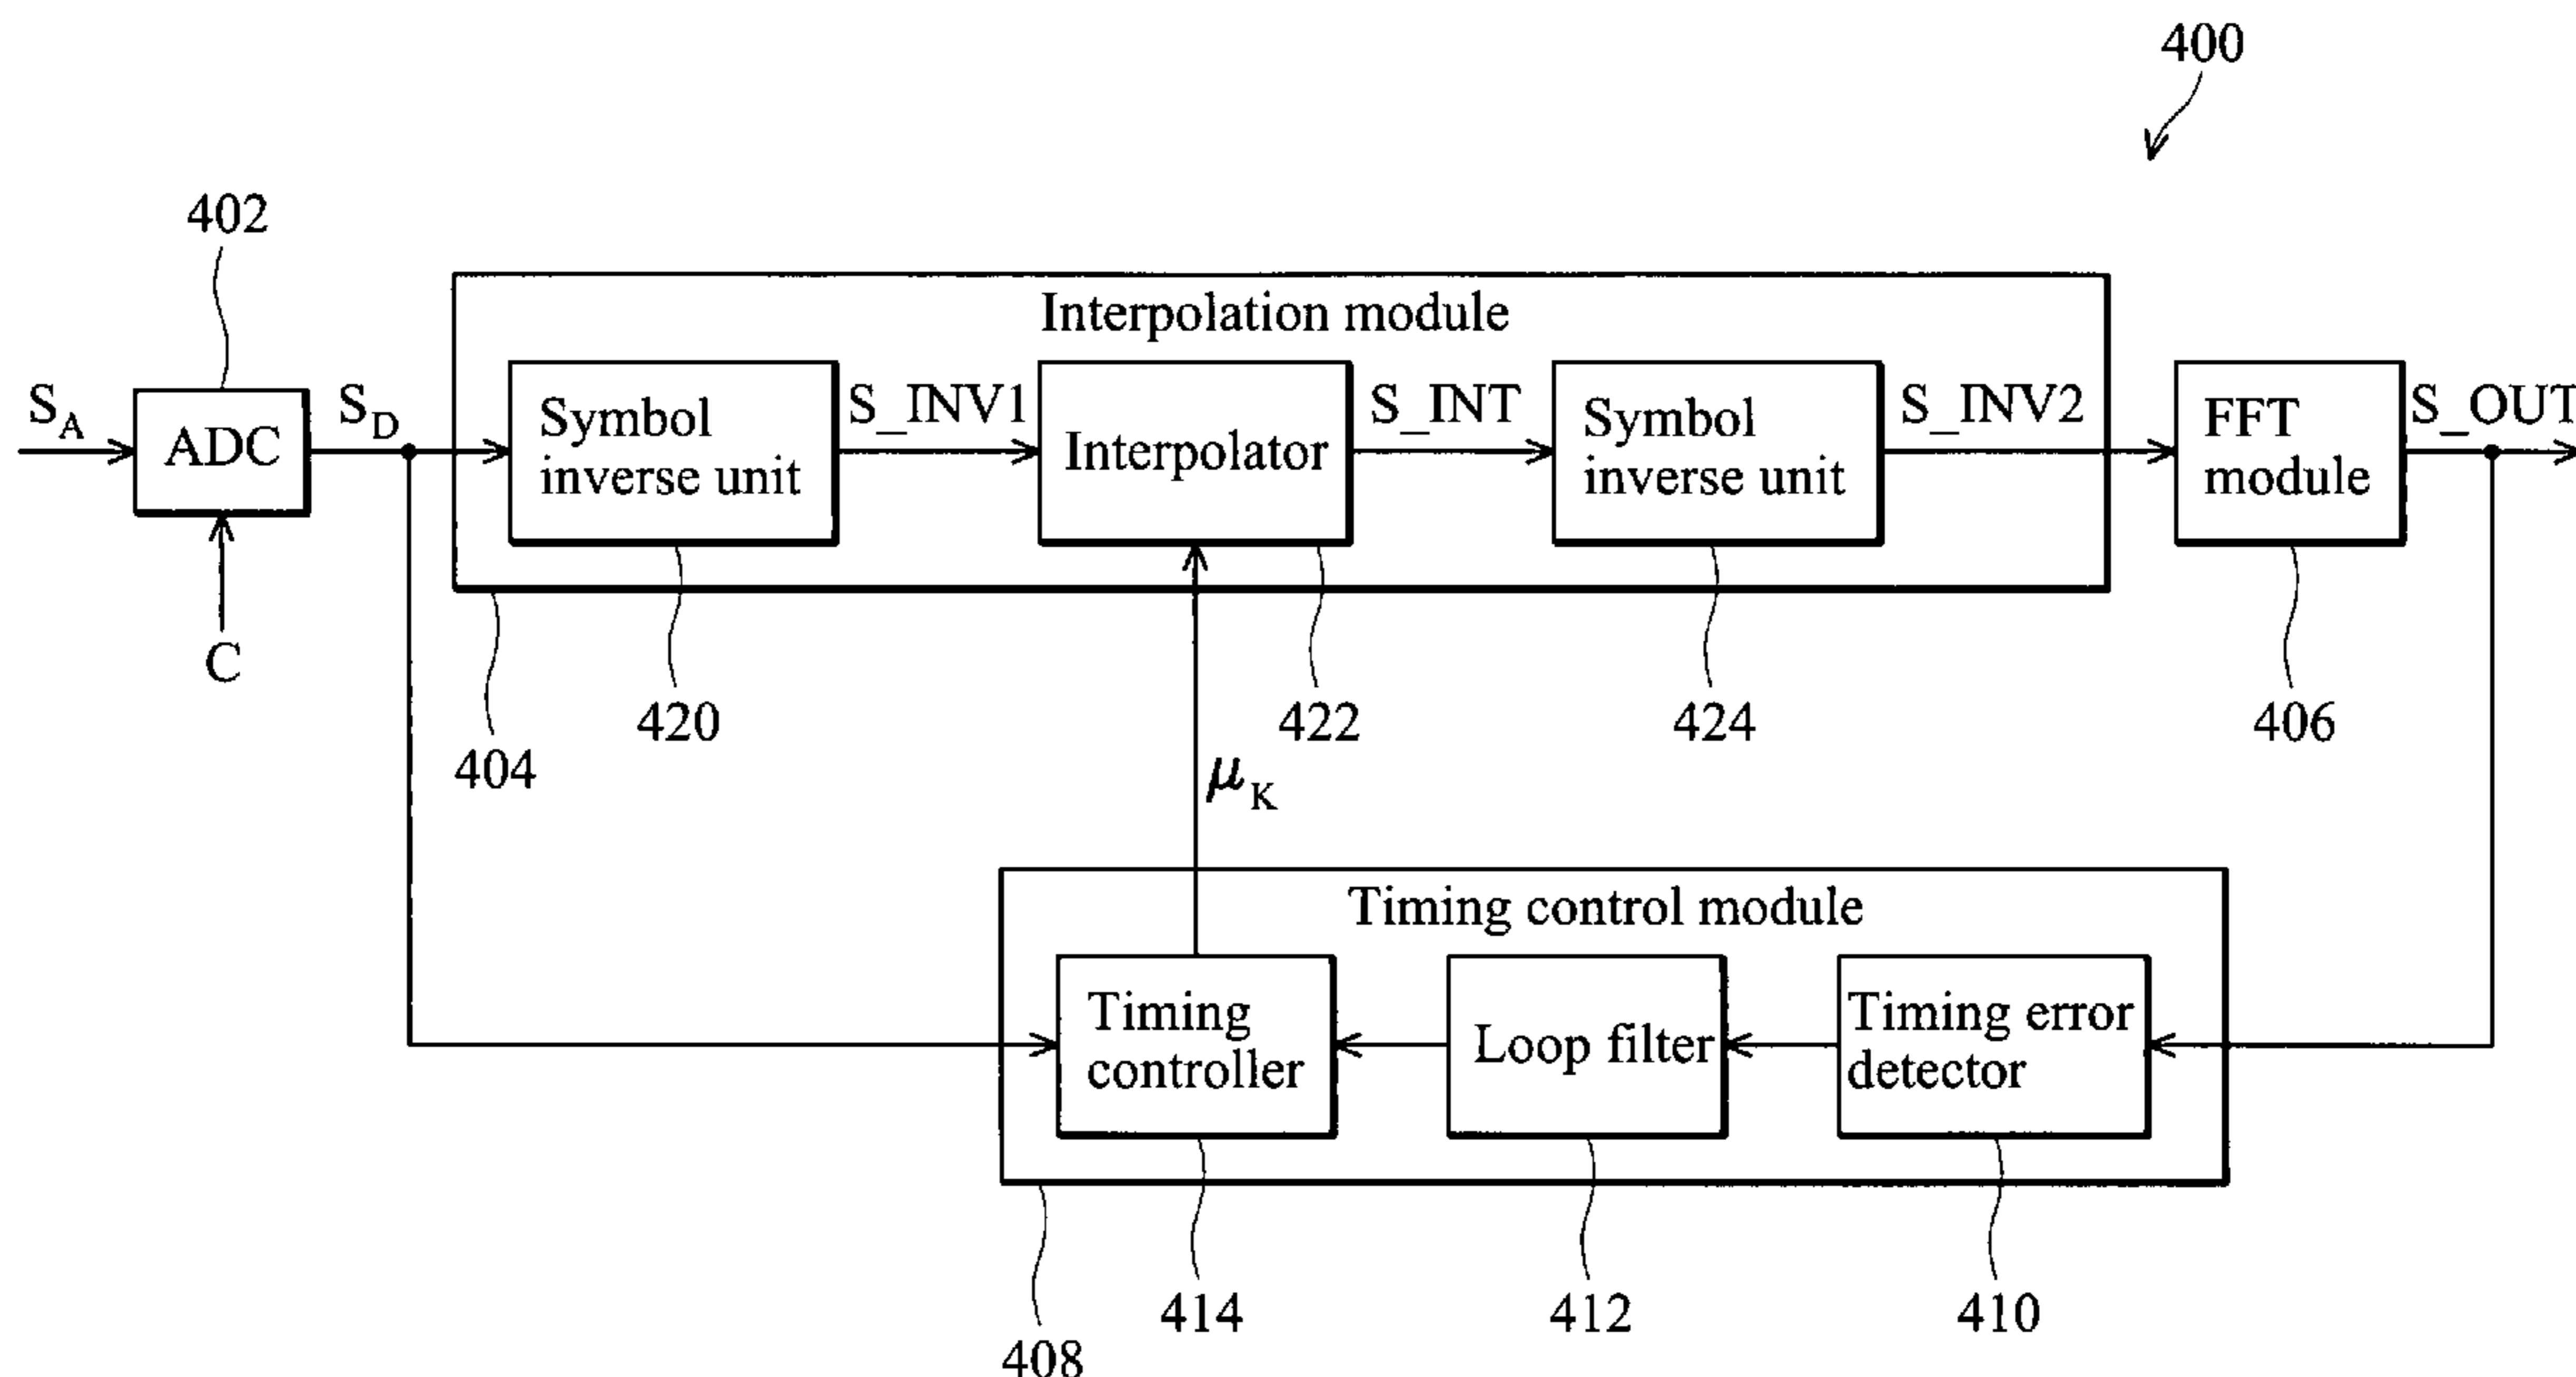 400
402
Interpolation module
S_A
ADC
S_D
Symbol
inverse unit
S_INV1
Interpolator
S_INT
Symbol
inverse unit
S_INV2
FFT
module
S_OUT
C
420
422
424
406
404
μ_K
Timing control module
Timing
controller
Loop filter
Timing error
detector
414
412
410
408